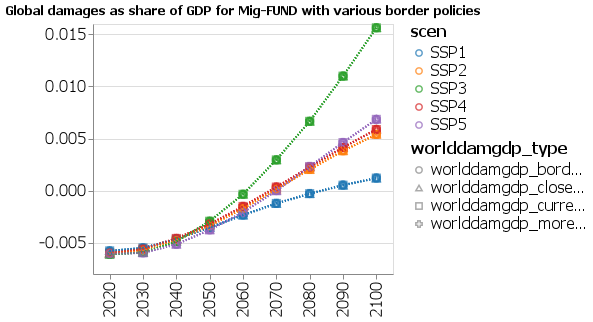 Global damages as share of GDP for Mig-FUND with various border policies
0.015
0.010
0.005
0.000
-0.005
2020
2030
2040
2050
2060
2070
2080
2090
2100
scen
SSP1
SSP2
SSP3
SSP4
SSP5
worlddamgdp_type
worlddamgdp_bord...
worlddamgdp_close...
worlddamgdp_curre...
worlddamgdp_more...